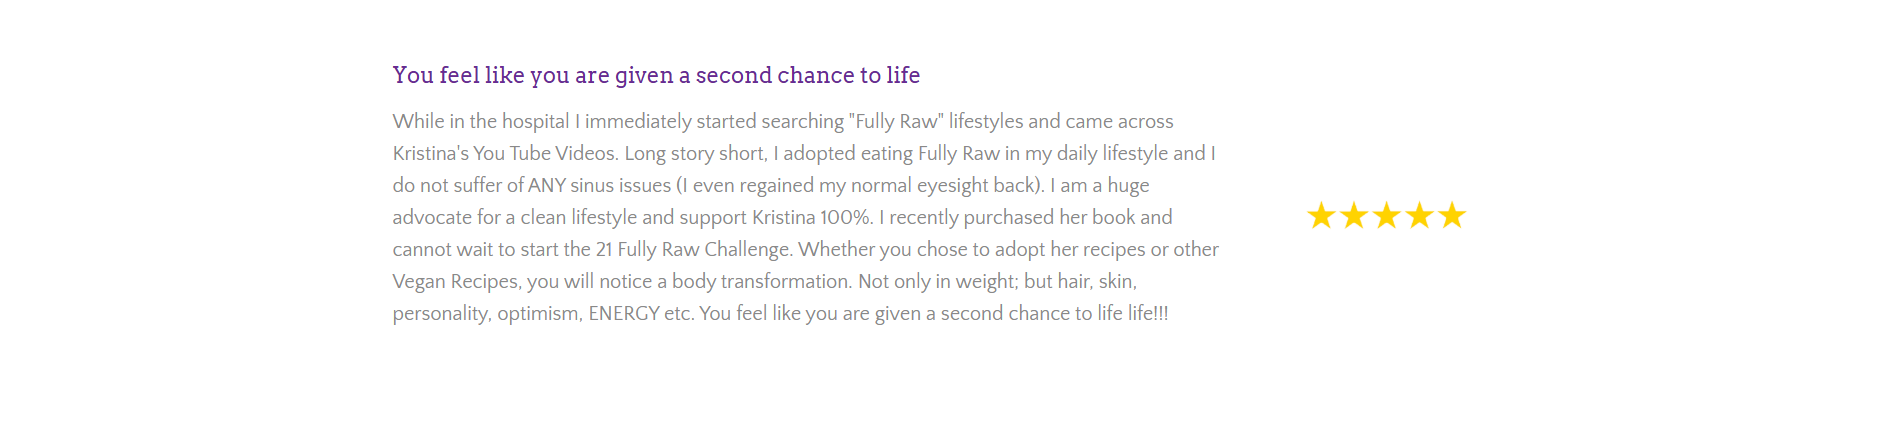 You feel like you are given a second chance to life
While in the hospital I immediately started searching "Fully Raw" lifestyles and came across
Kristina's You Tube Videos. Long story short, I adopted eating Fully Raw in my daily lifestyle and I
do not suffer of ANY sinus issues (I even regained my normal eyesight back). I am a huge
advocate for a clean lifestyle and support Kristina 100%. I recently purchased her book and
cannot wait to start the 21 Fully Raw Challenge. Whether you chose to adopt her recipes or other
Vegan Recipes, you will notice a body transformation. Not only in weight; but hair, skin,
personality, optimism, ENERGY etc. You feel like you are given a second chance to life life!!!